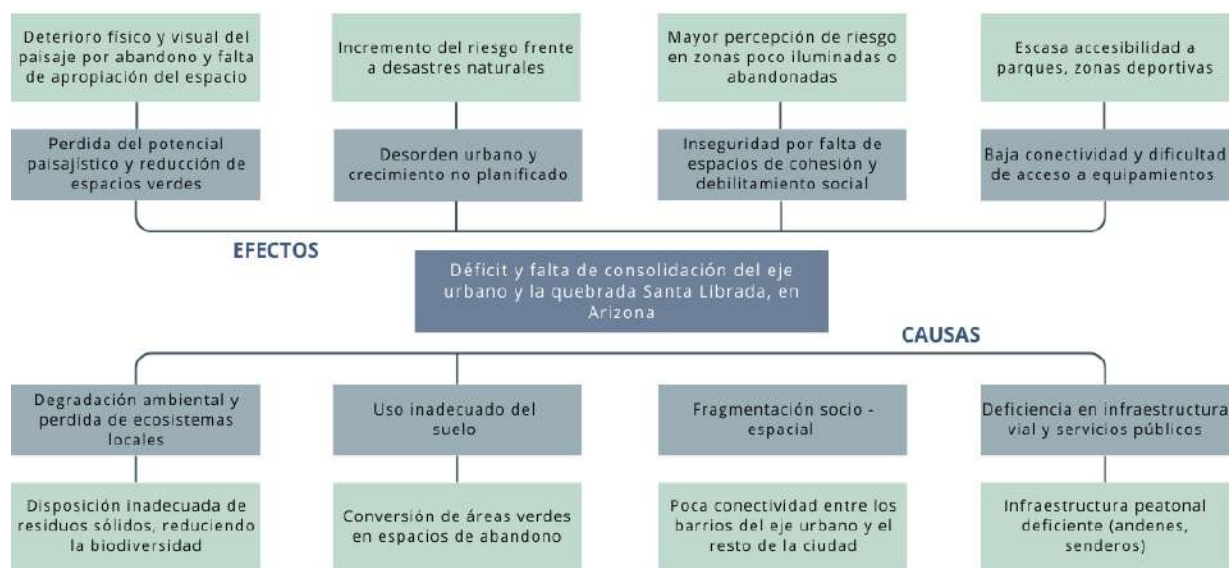 Deterioro físico y visual del
paisaje por abandono y falta
de apropiación del espacio
Incremento del riesgo frente
a desastres naturales
Mayor percepción de riesgo
en zonas poco iluminadas o
abandonadas
Escasa accesibilidad a
parques, zonas deportivas
Perdida del potencial
paisajístico y reducción de
espacios verdes
Desorden urbano y
crecimiento no planificado
Inseguridad por falta de
espacios de cohesión y
debilitamiento social
Baja conectividad y dificultad
de acceso a equipamientos
EFECTOS
Déficit y falta de consolidación del eje
urbano y la quebrada Santa Librada, en
Arizona
CAUSAS
Degradación ambiental y
perdida de ecosistemas
locales
Uso inadecuado del
suelo
Fragmentación socio -
espacial
Deficiencia en infraestructura
vial y servicios públicos
Disposición inadecuada de
residuos sólidos, reduciendo
la biodiversidad
Conversión de áreas verdes
en espacios de abandono
Poca conectividad entre los
barrios del eje urbano y el
resto de la ciudad
Infraestructura peatonal
deficiente (andenes,
senderos)